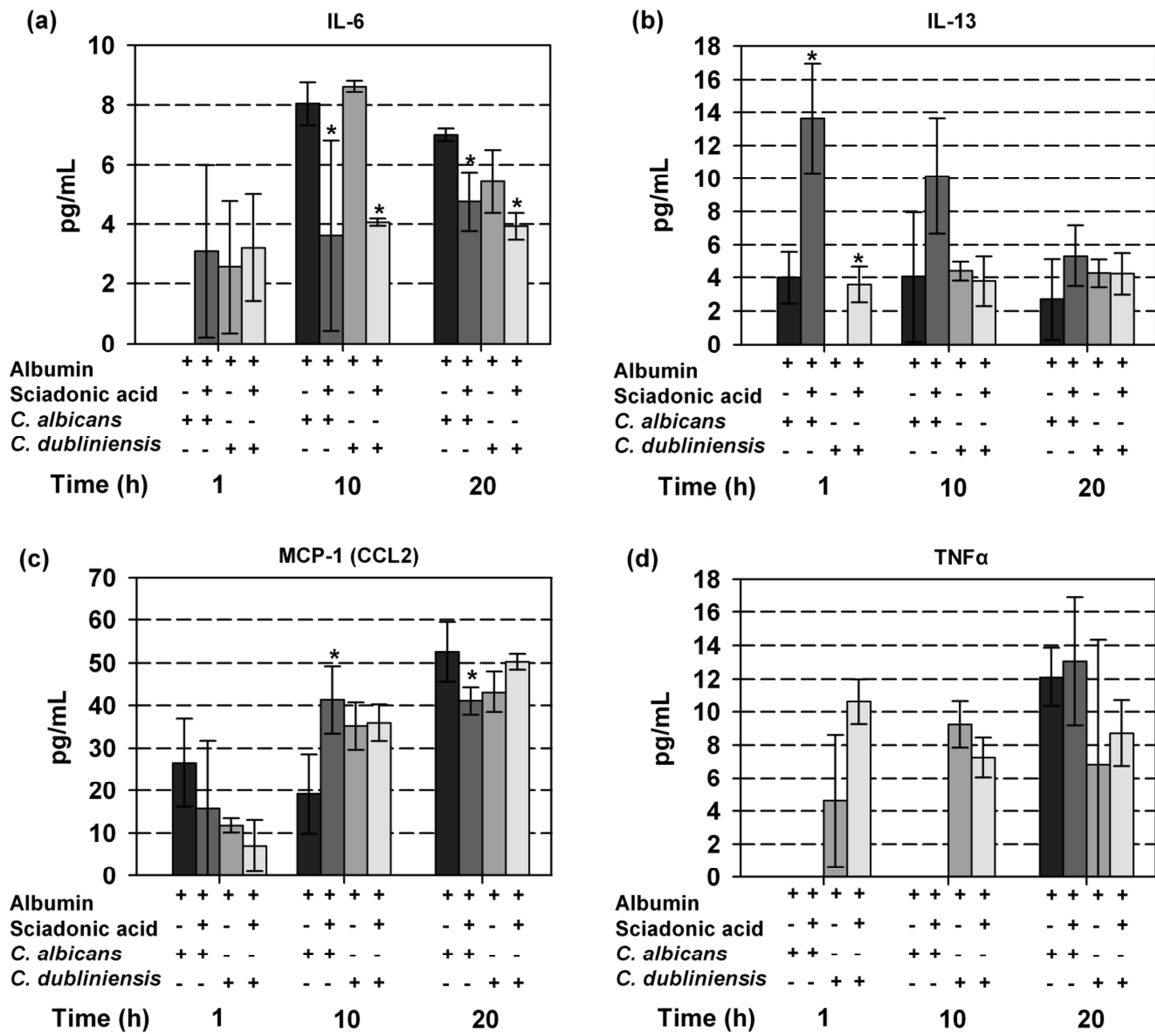 (a) IL-6
10
8
6
4
2
0
pg/mL
*
*
*
*
Albumin + + + + + + + + + + + +
Sciadonic acid - + - + - + - + - + - +
C. albicans + + - - + + - - + + - -
C. dubliniensis - - + + - - + + - - + +
Time (h) 1 10 20
(b) IL-13
18
16
14
12
10
8
6
4
2
0
pg/mL
*
*
Albumin + + + + + + + + + + + +
Sciadonic acid - + - + - + - + - + - +
C. albicans + + - - + + - - + + - -
C. dubliniensis - - + + - - + + - - + +
Time (h) 1 10 20
(c) MCP-1 (CCL2)
70
60
50
40
30
20
10
0
pg/mL
*
*
Albumin + + + + + + + + + + + +
Sciadonic acid - + - + - + - + - + - +
C. albicans + + - - + + - - + + - -
C. dubliniensis - - + + - - + + - - + +
Time (h) 1 10 20
(d) TNFα
18
16
14
12
10
8
6
4
2
0
pg/mL
Albumin + + + + + + + + + + + +
Sciadonic acid - + - + - + - + - + - +
C. albicans + + - - + + - - + + - -
C. dubliniensis - - + + - - + + - - + +
Time (h) 1 10 20